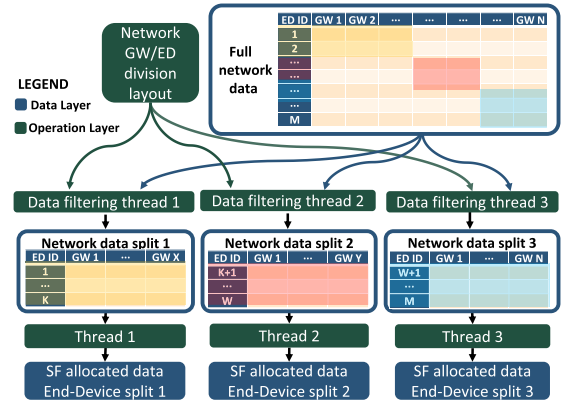 Network
GW/ED
division
layout
LEGEND
Data Layer
Operation Layer
Full
network
data
ED ID GW 1 GW 2 ... ... ... GW N
1
2
...
...
...
...
M
Data filtering thread 1
Data filtering thread 2
Data filtering thread 3
Network data split 1
ED ID GW 1 ... GW X
1
...
K
Network data split 2
ED ID GW 1 ... GW Y
K+1
...
W
Network data split 3
ED ID GW 1 ... GW N
W+1
...
M
Thread 1
Thread 2
Thread 3
SF allocated data
End-Device split 1
SF allocated data
End-Device split 2
SF allocated data
End-Device split 3